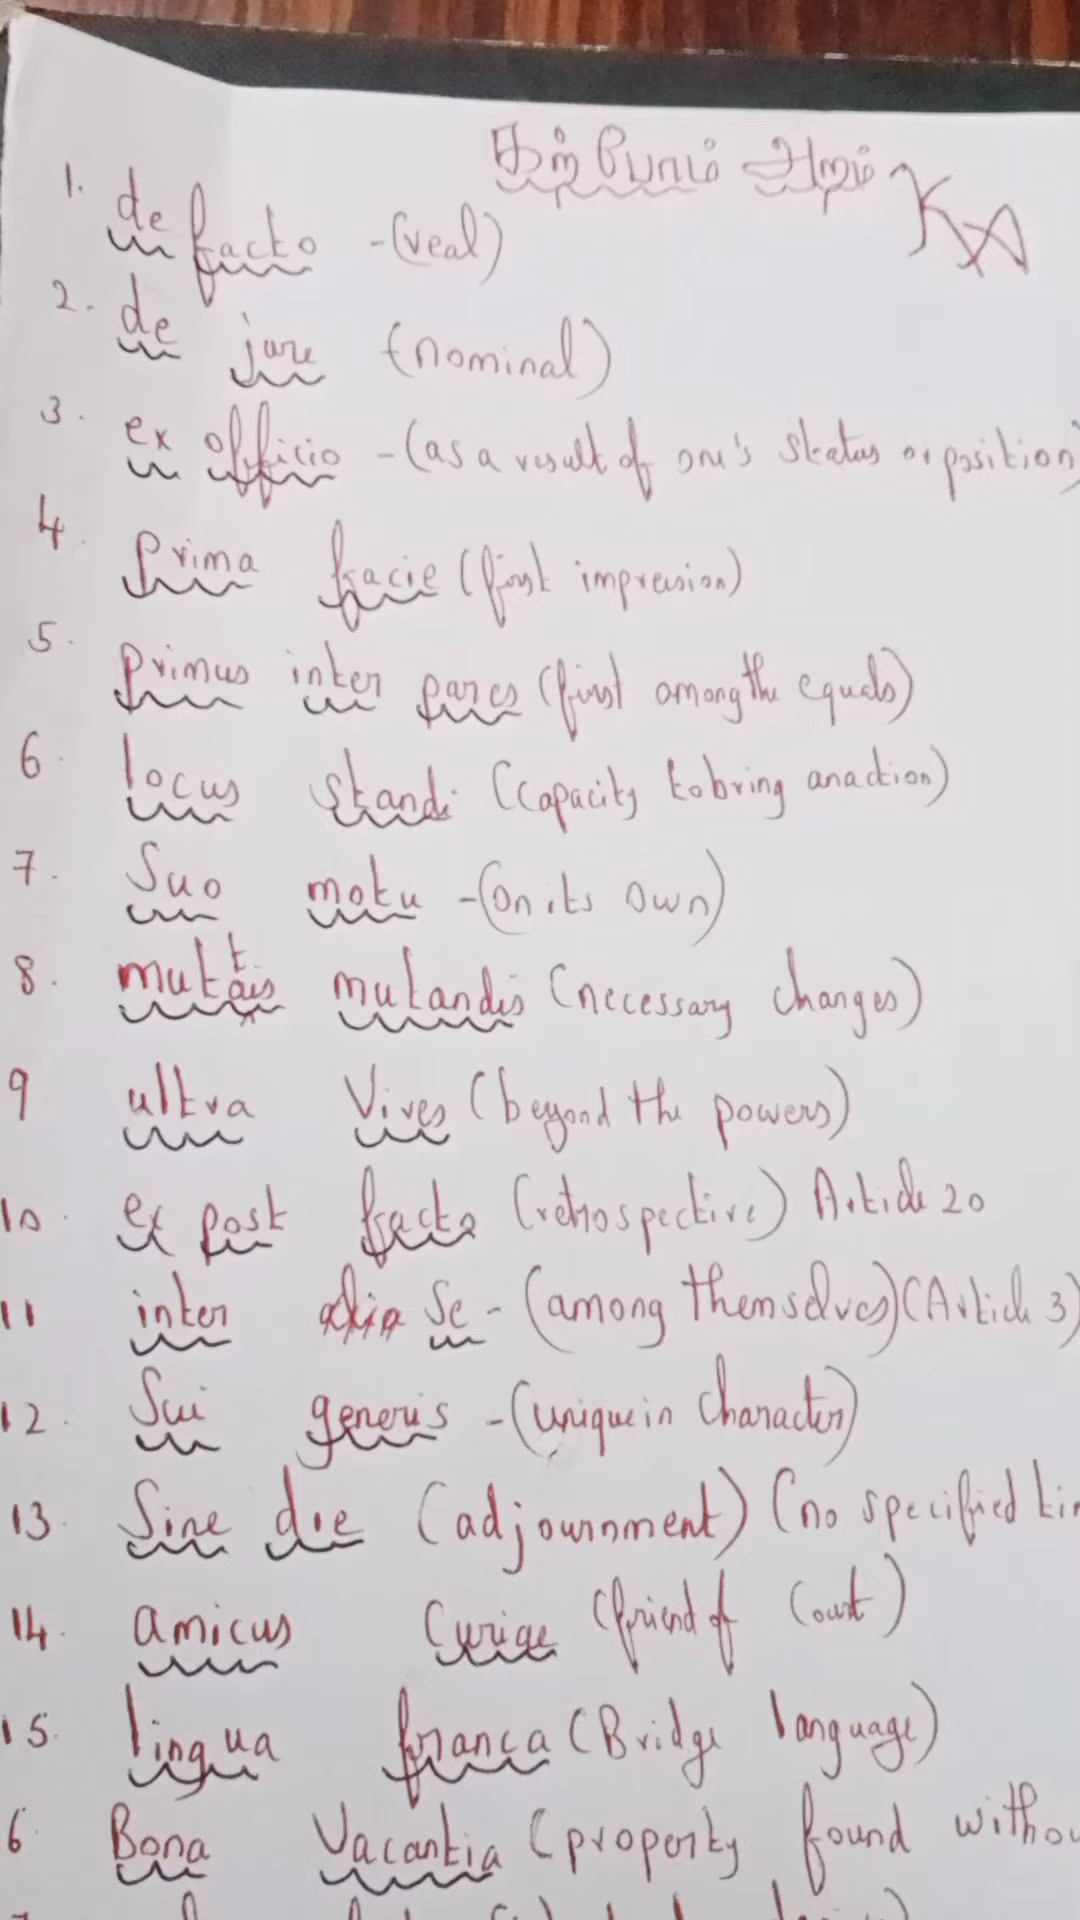 கற்போம் அறம் KA
1. de facto - (real)
2. de jure (nominal)
3. ex officio - (as a result of one's status or position)
4. Prima facie (first impression)
5. Primus inter pares (first among the equals)
6. locus standi (capacity to bring an action)
7. Suo motu - (on its own)
8. mutatis mutandis (necessary changes)
9 ultra Vires (beyond the powers)
10. ex post facto (retrospective) Article 20
11 inter se - (among themselves) (Article 3)
12. Sui generis - (unique in character)
13. Sine die (adjournment) (no specified
14. amicus Curiae (friend of Court)
15. lingua franca (Bridge language)
6. Bona Vacantia (property found